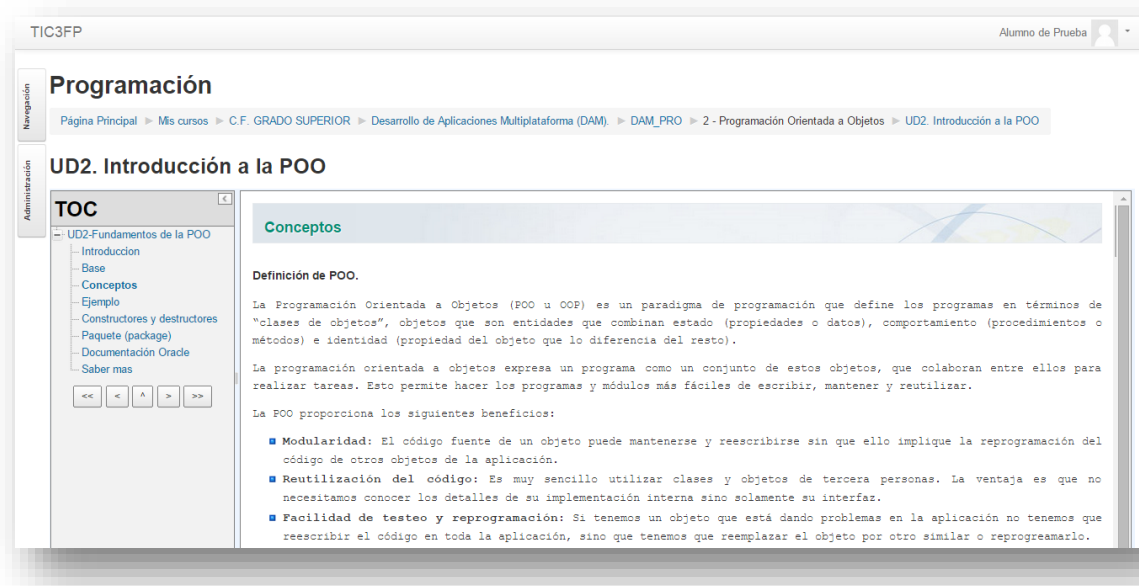 TIC3FP
Alumno de Prueba
Navegación
Administración
Programación
Página Principal ► Mis cursos ► C.F. GRADO SUPERIOR ► Desarrollo de Aplicaciones Multiplataforma (DAM). ► DAM_PRO ► 2 - Programación Orientada a Objetos ► UD2. Introducción a la POO
UD2. Introducción a la POO
TOC
UD2-Fundamentos de la POO
Introduccion
Base
Conceptos
Ejemplo
Constructores y destructores
Paquete (package)
Documentación Oracle
Saber mas
<< < ^ > >>
Conceptos
Definición de POO.
La Programación Orientada a Objetos (POO u OOP) es un paradigma de programación que define los programas en términos de
"clases de objetos", objetos que son entidades que combinan estado (propiedades o datos), comportamiento (procedimientos o
métodos) e identidad (propiedad del objeto que lo diferencia del resto).
La programación orientada a objetos expresa un programa como un conjunto de estos objetos, que colaboran entre ellos para
realizar tareas. Esto permite hacer los programas y módulos más fáciles de escribir, mantener y reutilizar.
La POO proporciona los siguientes beneficios:
Modularidad: El código fuente de un objeto puede mantenerse y reescribirse sin que ello implique la reprogramación del
código de otros objetos de la aplicación.
Reutilización del código: Es muy sencillo utilizar clases y objetos de tercera personas. La ventaja es que no
necesitamos conocer los detalles de su implementación interna sino solamente su interfaz.
Facilidad de testeo y reprogramación: Si tenemos un objeto que está dando problemas en la aplicación no tenemos que
reescribir el código en toda la aplicación, sino que tenemos que reemplazar el objeto por otro similar o reprogreamarlo.